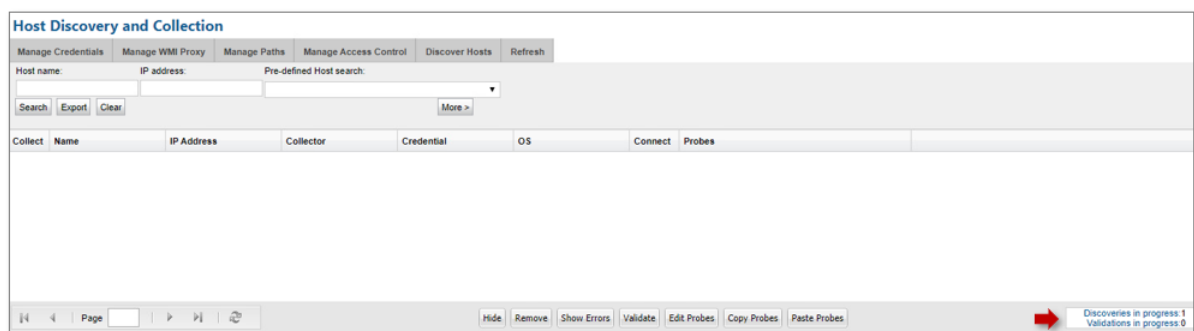 Host Discovery and Collection
Manage Credentials Manage WMI Proxy Manage Paths Manage Access Control Discover Hosts Refresh
Host name: IP address: Pre-defined Host search:
Search Export Clear More >
Collect Name IP Address Collector Credential OS Connect Probes
Page Hide Remove Show Errors Validate Edit Probes Copy Probes Paste Probes Discoveries in progress:1
Validations in progress:0